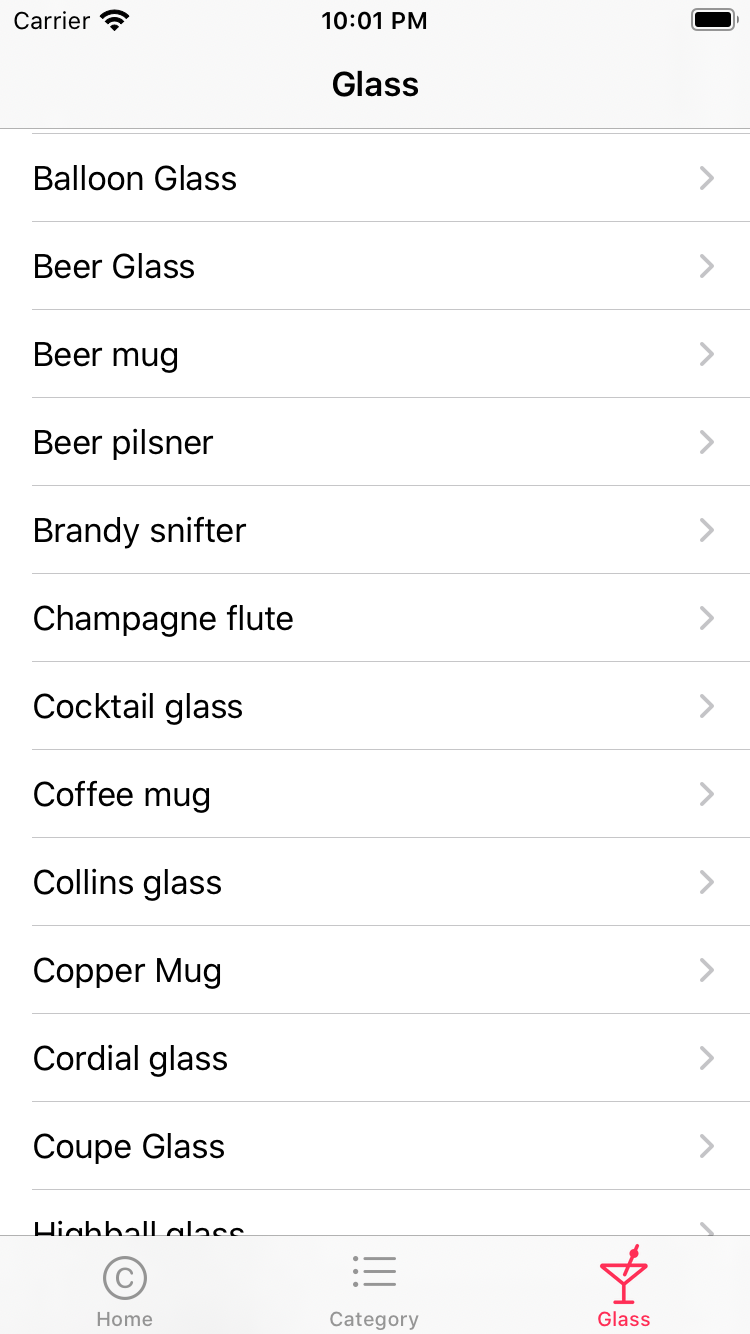 Carrier 10:01 PM
Glass
Balloon Glass
Beer Glass
Beer mug
Beer pilsner
Brandy snifter
Champagne flute
Cocktail glass
Coffee mug
Collins glass
Copper Mug
Cordial glass
Coupe Glass
Highball glass
C
Home Category Glass